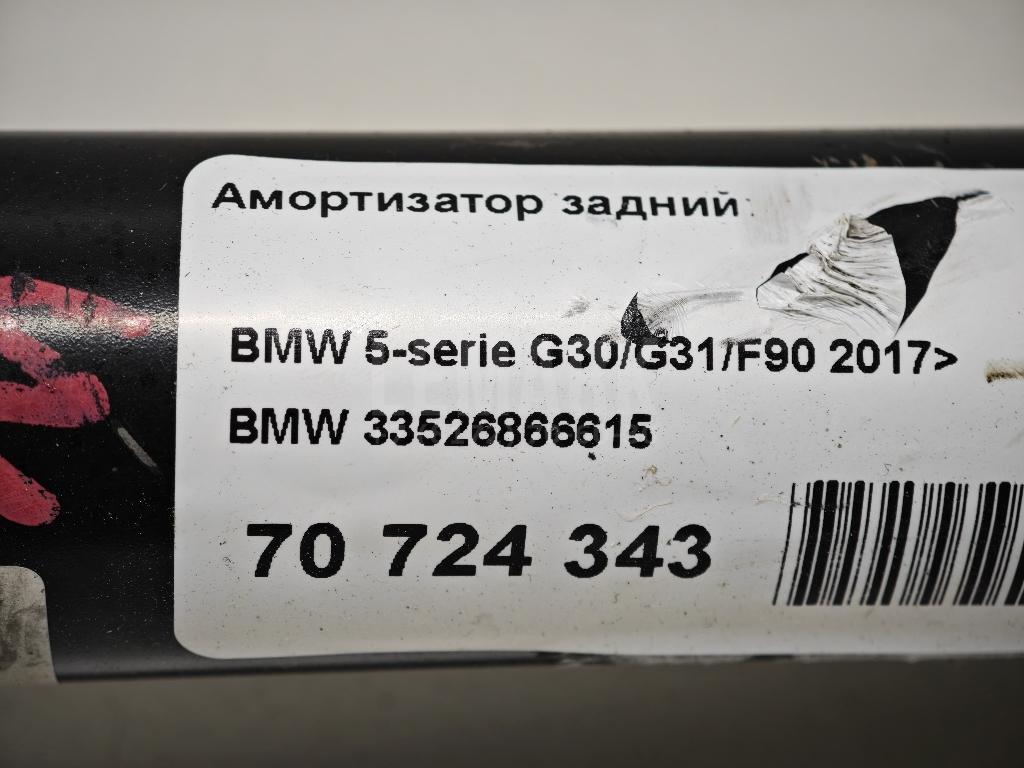 Амортизатор задний
BMW 5-serie G30/G31/F90 2017>
BMW 33526866615
70 724 343